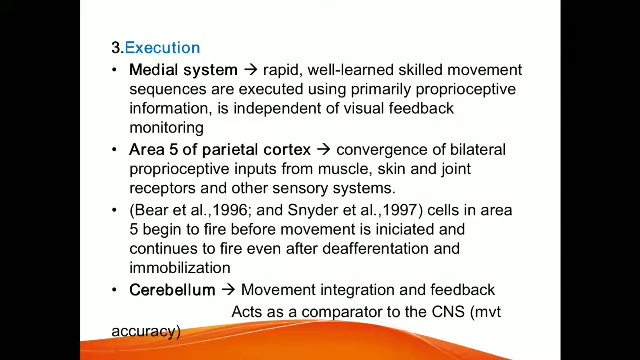 3.Execution
• Medial system → rapid, well-learned skilled movement
sequences are executed using primarily proprioceptive
information, is independent of visual feedback
monitoring
• Area 5 of parietal cortex → convergence of bilateral
proprioceptive inputs from muscle, skin and joint
receptors and other sensory systems.
• (Bear et al.,1996; and Snyder et al.,1997) cells in area
5 begin to fire before movement is iniciated and
continues to fire even after deafferentation and
immobilization
• Cerebellum → Movement integration and feedback
Acts as a comparator to the CNS (mvt
accuracy)